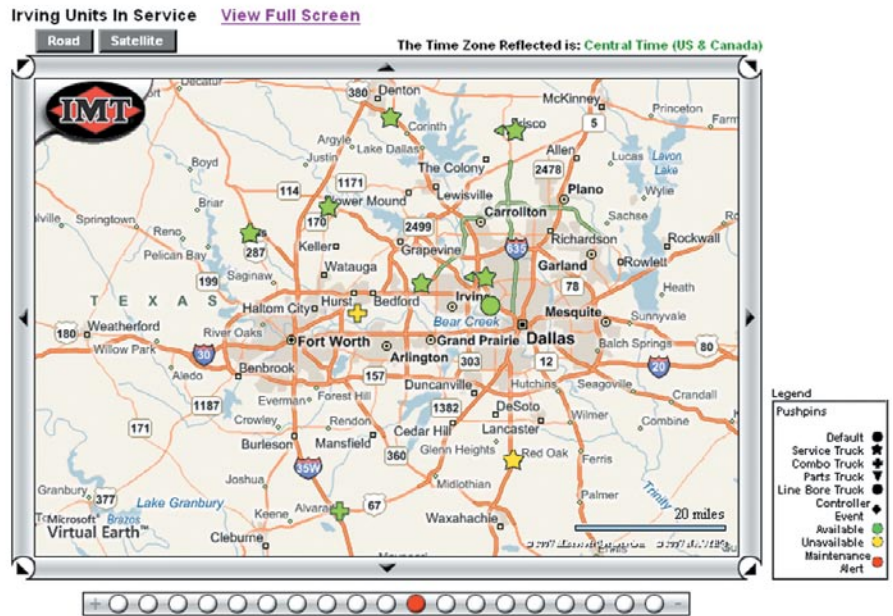 Irving Units In Service View Full Screen
Road Satellite
The Time Zone Reflected is: Central Time (US & Canada)
IMT
Decatur
380 Denton
McKinney
Princeton
Corinth
Frisco
5
Farm
Argyle
Lake Dallas
Allen
Justin
The Colony
2478
Lucas
Lavon
Lake
Boyd
114
1171
Lewisville
Plano
Wylie
Briar
Flower Mound
Carrollton
Springtown
170
2499
Sachse
Reno
Keller
Grapevine
35E
Richardson
Rockwall
287
Pelican Bay
Watauga
Garland
Rowlett
199
Saginaw
78
Heath
TEXAS
Hurst Bedford
Irving
Haltom City
Mesquite
Bear Creek
Sunnyvale
180 Weatherford
River Oaks
Fort Worth
Grand Prairie Dallas
Willow Park
30
Arlington
303
12
Balch Springs
80
Benbrook
157
20
Aledo
Duncanville
Hutchins
Seagoville
Crandall
1187
Everman
Forest Hill
1382
DeSoto
Wilmer
Crowley
Rendon
Cedar Hill
Lancaster
Combine
171
Burleson
Mansfield
Glenn Heights
Red Oak
Ferris
35W
360
Joshua
Midlothian
Granbury
377
Lake Granbury
Alvarado
67
Palmer
Trinity
Keene
Microsoft®
Brazos
Virtual Earth™
Cleburne
Waxahachie
20 miles
Legend
Pushpins
Default
Service Truck
Combo Truck
Parts Truck
Line Bore Truck
Controller
Event
Available
Unavailable
Maintenance
Alert
+ -